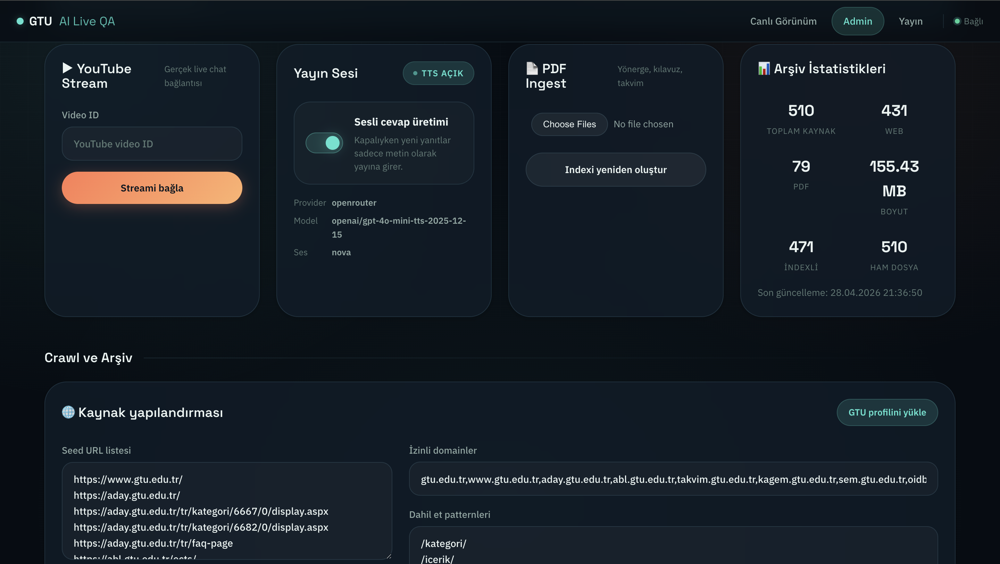 GTU AI Live QA
Canlı Görünüm
Admin
Yayın
Bağlı
▶ YouTube
Stream
Gerçek live chat
bağlantısı
Video ID
YouTube video ID
Streami bağla
Yayın Sesi
TTS AÇIK
Sesli cevap üretimi
Kapalıyken yeni yanıtlar
sadece metin olarak
yayına girer.
Provider openrouter
Model openai/gpt-4o-mini-tts-2025-12-
15
Ses nova
PDF
Ingest
Yönerge, kılavuz,
takvim
Choose Files No file chosen
Indexi yeniden oluştur
Arşiv İstatistikleri
510
TOPLAM KAYNAK
431
WEB
79
PDF
155.43
MB
BOYUT
471
İNDEXLİ
510
HAM DOSYA
Son güncelleme: 28.04.2026 21:36:50
Crawl ve Arşiv
Kaynak yapılandırması
GTU profilini yükle
Seed URL listesi
https://www.gtu.edu.tr/
https://aday.gtu.edu.tr/
https://aday.gtu.edu.tr/tr/kategori/6667/0/display.aspx
https://aday.gtu.edu.tr/tr/kategori/6682/0/display.aspx
https://aday.gtu.edu.tr/tr/faq-page
https://abl.gtu.edu.tr/ects/
İzinli domainler
gtu.edu.tr,www.gtu.edu.tr,aday.gtu.edu.tr,abl.gtu.edu.tr,takvim.gtu.edu.tr,kagem.gtu.edu.tr,sem.gtu.edu.tr,oidb
Dahil et patternleri
/kategori/
/icerik/